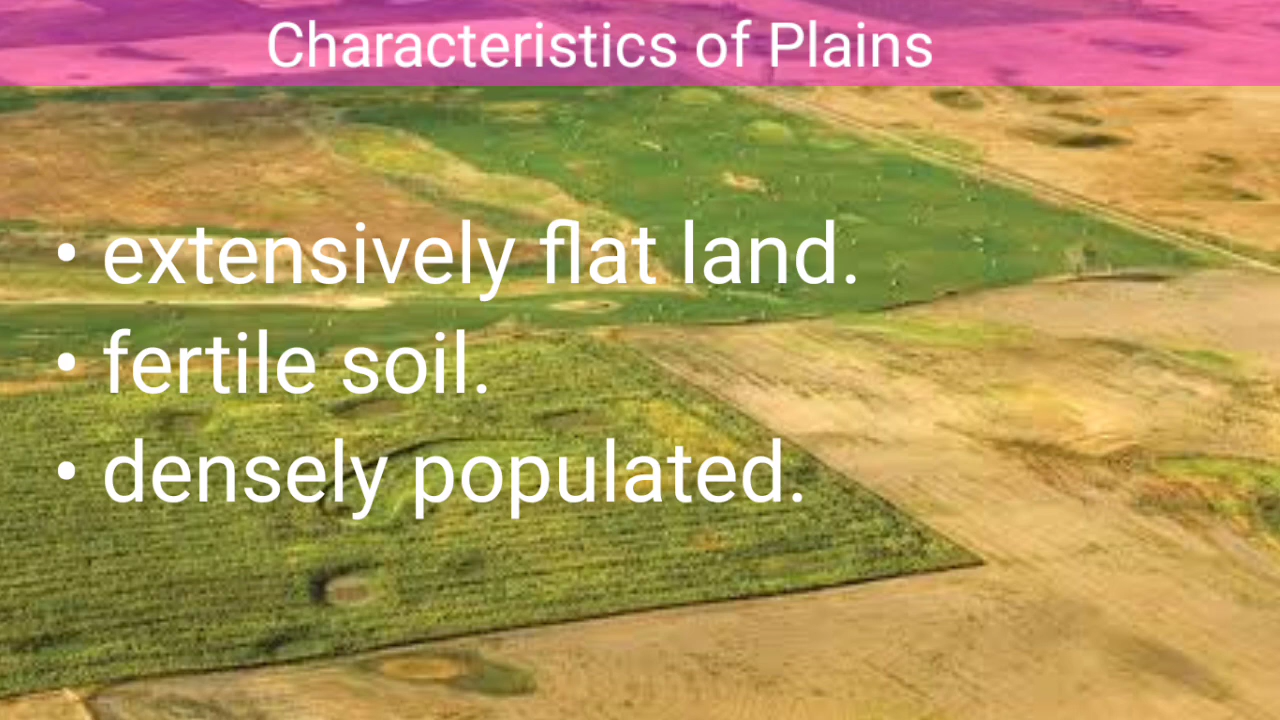 Characteristics of Plains
• extensively flat land.
• fertile soil.
• densely populated.